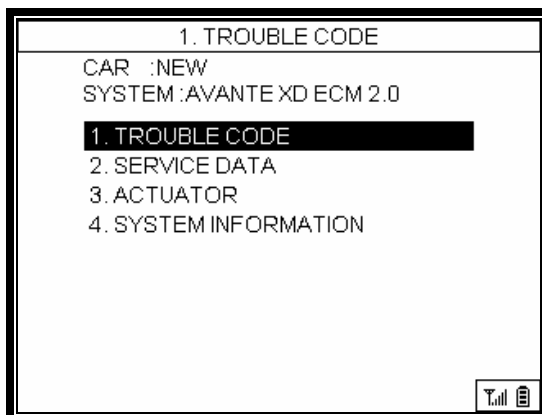 1. TROUBLE CODE
CAR :NEW
SYSTEM :AVANTE XD ECM 2.0
1. TROUBLE CODE
2. SERVICE DATA
3. ACTUATOR
4. SYSTEM INFORMATION